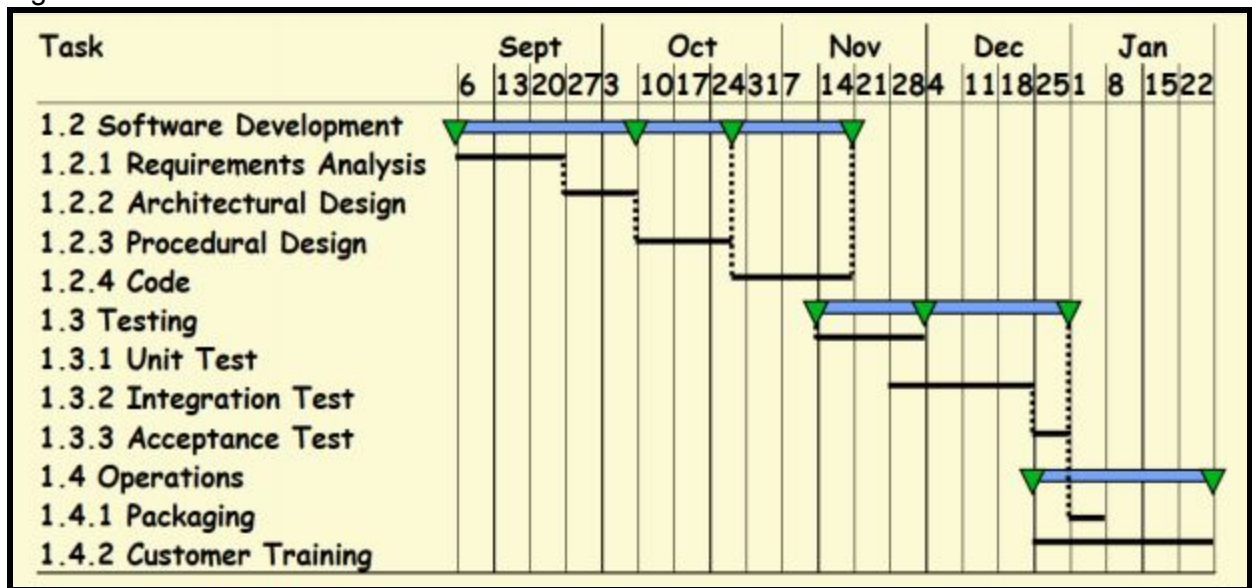 Task Sept Oct Nov Dec Jan
6 13 20 27 3 10 17 24 31 7 14 21 28 4 11 18 25 1 8 15 22
1.2 Software Development
1.2.1 Requirements Analysis
1.2.2 Architectural Design
1.2.3 Procedural Design
1.2.4 Code
1.3 Testing
1.3.1 Unit Test
1.3.2 Integration Test
1.3.3 Acceptance Test
1.4 Operations
1.4.1 Packaging
1.4.2 Customer Training